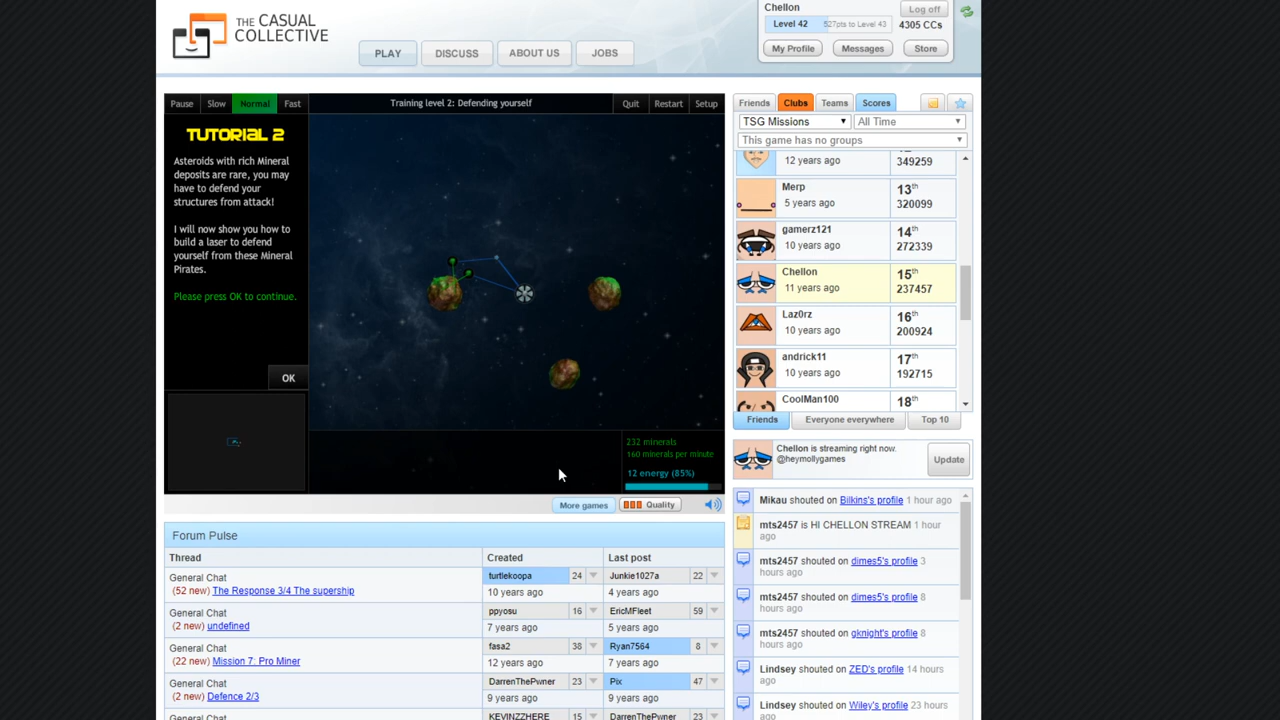 THE CASUAL
COLLECTIVE
PLAY
DISCUSS
ABOUT US
JOBS
Chellon
Log off
Level 42
527pts to Level 43
4305 CCs
My Profile
Messages
Store
Pause
Slow
Normal
Fast
Training level 2: Defending yourself
Quit
Restart
Setup
TUTORIAL 2
Asteroids with rich Mineral
deposits are rare, you may
have to defend your
structures from attack!
I will now show you how to
build a laser to defend
yourself from these Mineral
Pirates.
Please press OK to continue.
OK
232 minerals
160 minerals per minute
12 energy (85%)
More games
Quality
Friends
Clubs
Teams
Scores
TSG Missions
All Time
This game has no groups
12 years ago
349259
Merp
13th
5 years ago
320099
gamerz121
14th
10 years ago
272339
Chellon
15th
11 years ago
237457
Laz0rz
16th
10 years ago
200924
andrick11
17th
10 years ago
192715
CoolMan100
18th
Friends
Everyone everywhere
Top 10
Chellon is streaming right now.
@heymollygames
Update
Mikau shouted on Bilkins's profile 1 hour ago
mts2457 is HI CHELLON STREAM 1 hour
ago
mts2457 shouted on dimes5's profile 3
hours ago
mts2457 shouted on dimes5's profile 8
hours ago
mts2457 shouted on gknight's profile 8
hours ago
Lindsey shouted on ZED's profile 14 hours
ago
Lindsey shouted on Wiley's profile 23 hours
ago
Forum Pulse
Thread
Created
Last post
General Chat
(52 new) The Response 3/4 The supership
turtlekoopa 24
10 years ago
Junkie1027a 22
4 years ago
General Chat
(2 new) undefined
ppyosu 16
7 years ago
EricMFleet 59
5 years ago
General Chat
(22 new) Mission 7: Pro Miner
fasa2 38
12 years ago
Ryan7564 8
7 years ago
General Chat
(2 new) Defence 2/3
DarrenThePwner 23
9 years ago
Pix 47
9 years ago
General Chat
KEVINZZHERE 15
DarrenThePwner 23